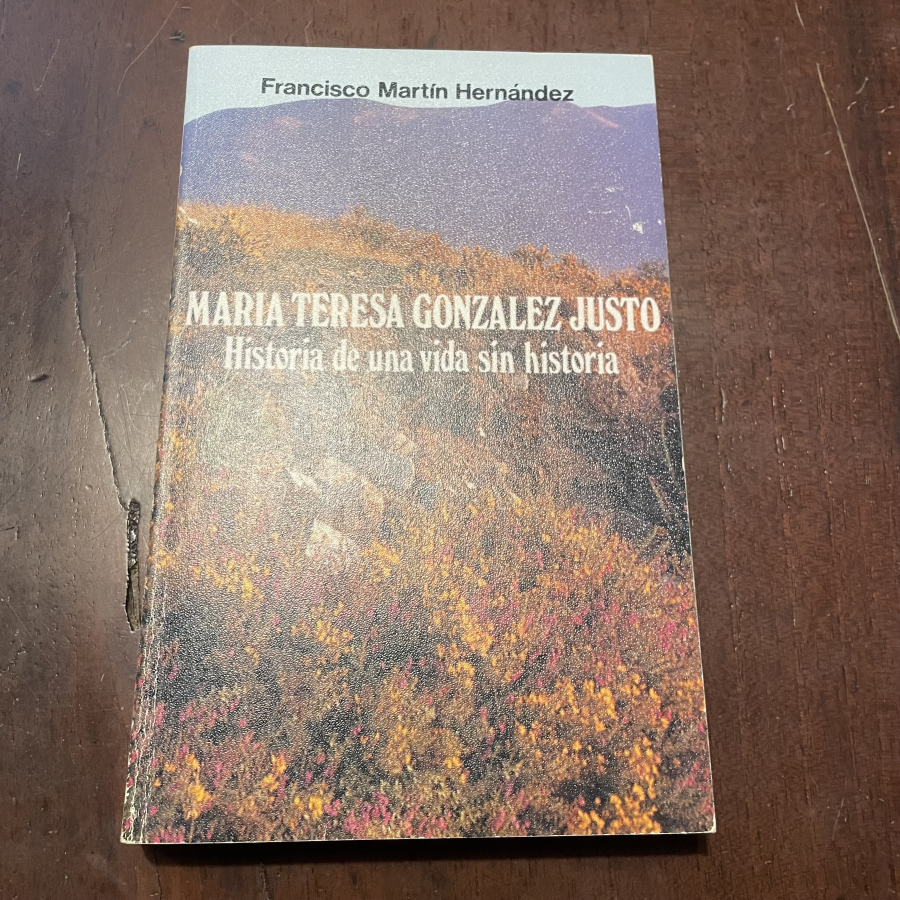 Francisco Martín Hernández
MARIA TERESA GONZALEZ JUSTO
Historia de una vida sin historia